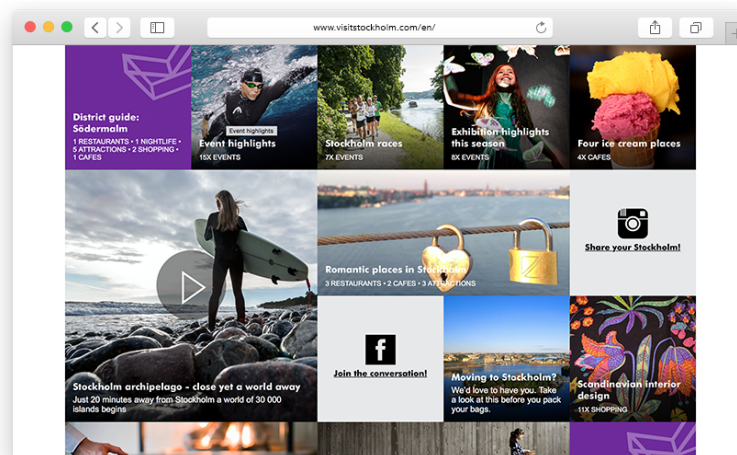 www.visitstockholm.com/en/
District guide:
Södermalm
1 RESTAURANTS • 1 NIGHTLIFE •
5 ATTRACTIONS • 2 SHOPPING •
1 CAFES
Event highlights
Event highlights
15X EVENTS
Stockholm races
7X EVENTS
Exhibition highlights
this season
8X EVENTS
Four ice cream places
4X CAFES
Stockholm archipelago - close yet a world away
Just 20 minutes away from Stockholm a world of 30 000
islands begins
Romantic places in Stockholm
3 RESTAURANTS • 2 CAFES • 3 ATTRACTIONS
Share your Stockholm!
Join the conversation!
Moving to Stockholm?
We'd love to have you. Take
a look at this before you pack
your bags.
Scandinavian interior
design
11X SHOPPING